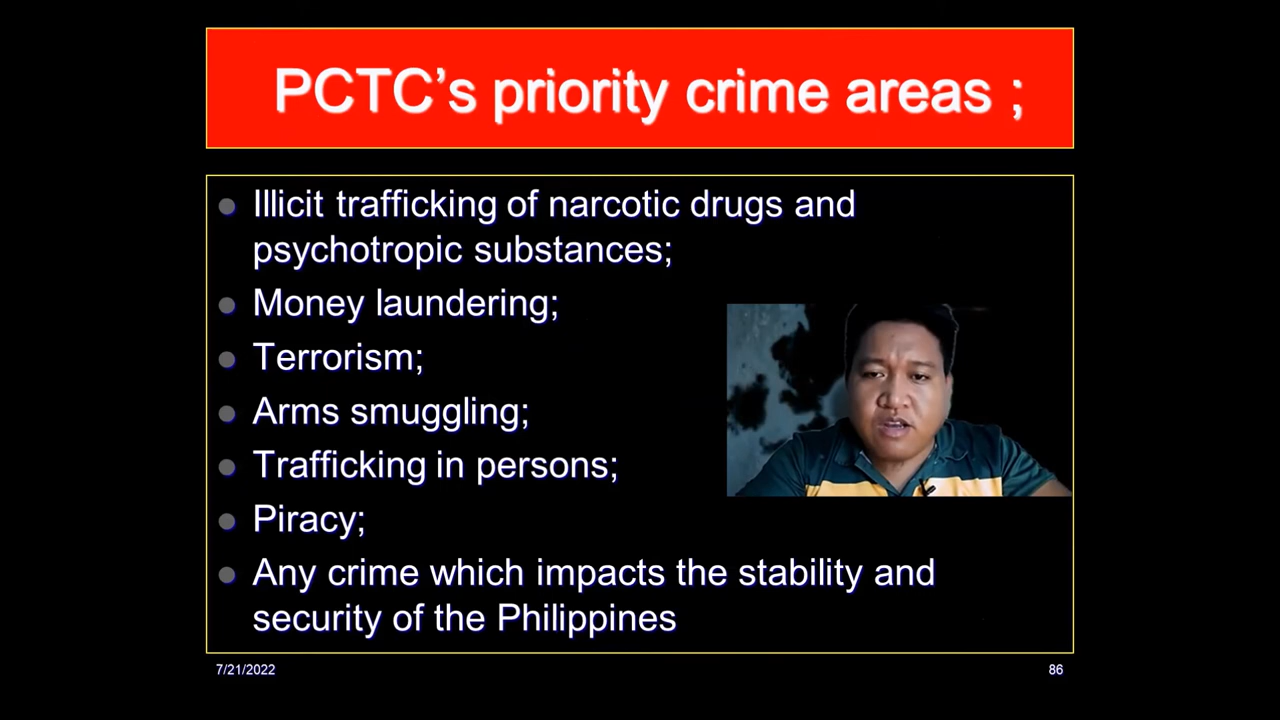 PCTC's priority crime areas ;
Illicit trafficking of narcotic drugs and
psychotropic substances;
Money laundering;
Terrorism;
Arms smuggling;
Trafficking in persons;
Piracy;
Any crime which impacts the stability and
security of the Philippines
7/21/2022
86